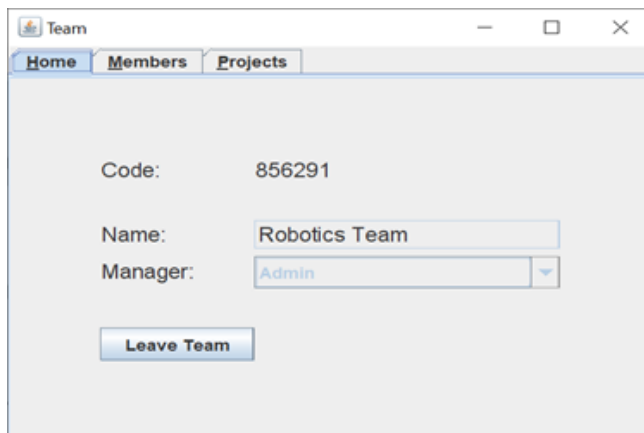 Team
Home Members Projects
Code: 856291
Name: Robotics Team
Manager: Admin
Leave Team